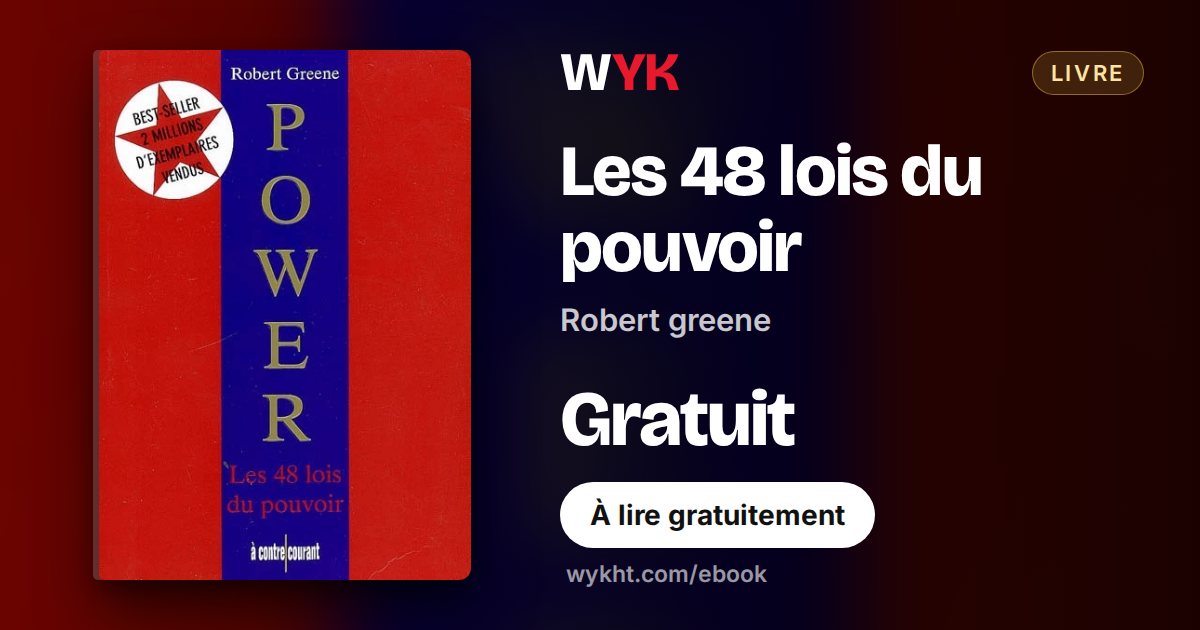 Robert Greene
BEST-SELLER
2 MILLIONS
D'EXEMPLAIRES
VENDUS
POWER
Les 48 lois
du pouvoir
à contre courant
WYK
LIVRE
Les 48 lois du
pouvoir
Robert greene
Gratuit
À lire gratuitement
wykht.com/ebook